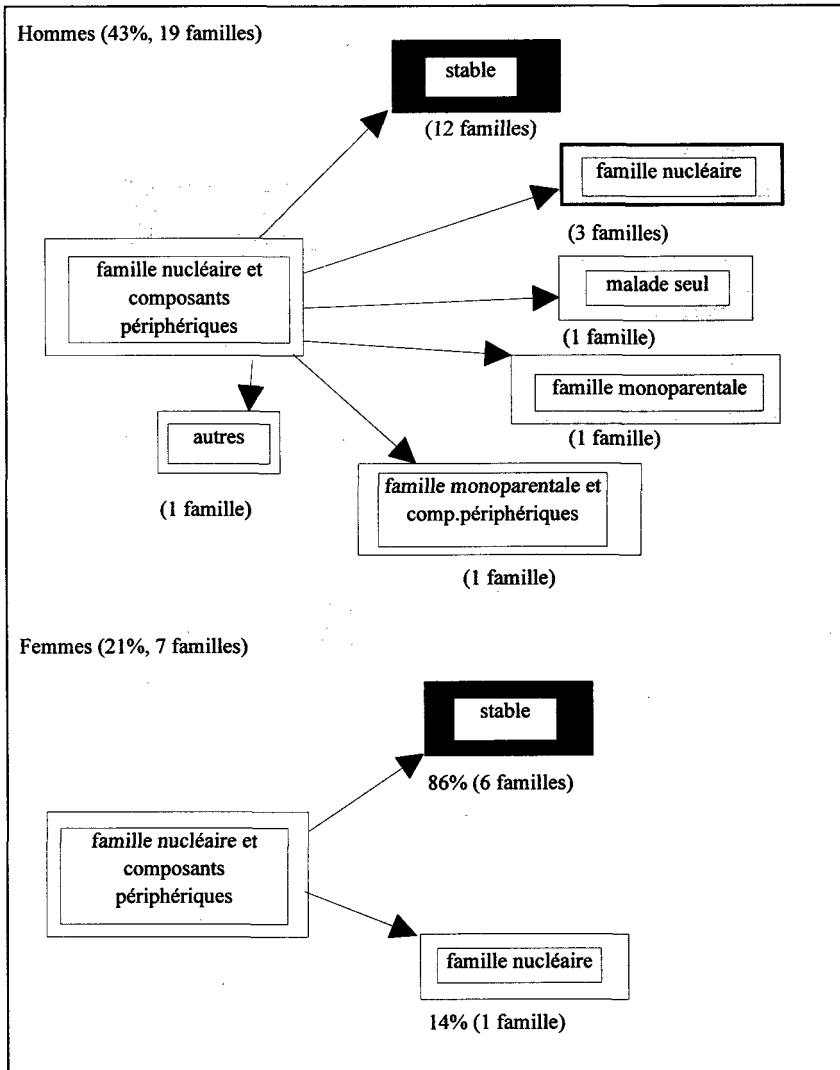 Hommes (43%, 19 familles)
stable
(12 familles)
famille nucléaire
(3 familles)
famille nucléaire et
composants
périphériques
malade seul
(1 famille)
famille monoparentale
(1 famille)
autres
(1 famille)
famille monoparentale et
comp.périphériques
(1 famille)
Femmes (21%, 7 familles)
stable
86% (6 familles)
famille nucléaire et
composants
périphériques
famille nucléaire
14% (1 famille)